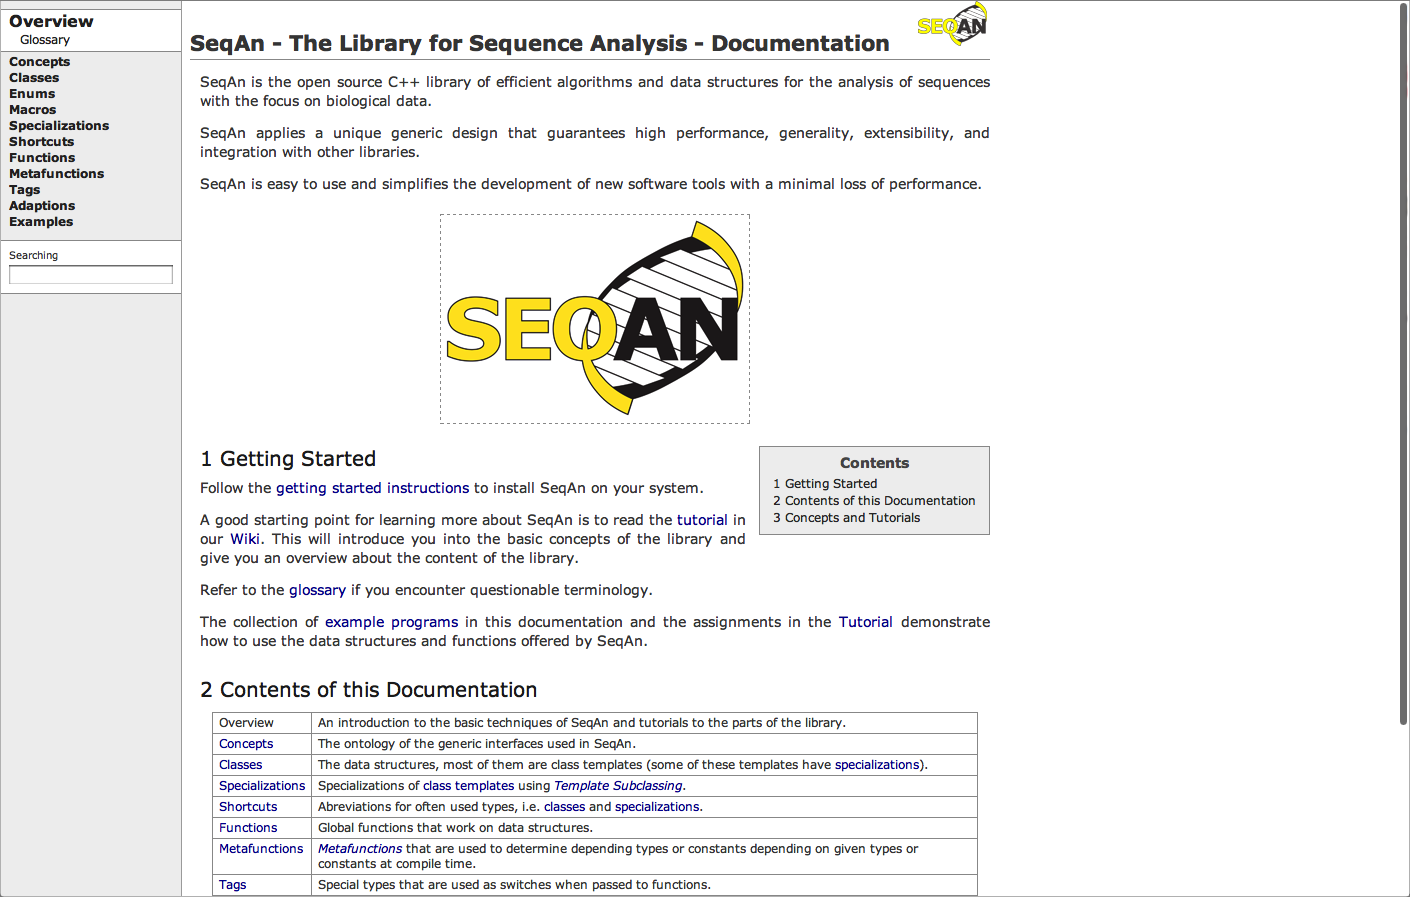 Overview
Glossary
Concepts
Classes
Enums
Macros
Specializations
Shortcuts
Functions
Metafunctions
Tags
Adaptions
Examples
Searching
SEQAN
SeqAn - The Library for Sequence Analysis - Documentation
SeqAn is the open source C++ library of efficient algorithms and data structures for the analysis of sequences
with the focus on biological data.
SeqAn applies a unique generic design that guarantees high performance, generality, extensibility, and
integration with other libraries.
SeqAn is easy to use and simplifies the development of new software tools with a minimal loss of performance.
SEQAN
1 Getting Started
Follow the getting started instructions to install SeqAn on your system.
A good starting point for learning more about SeqAn is to read the tutorial in
our Wiki. This will introduce you into the basic concepts of the library and
give you an overview about the content of the library.
Contents
1 Getting Started
2 Contents of this Documentation
3 Concepts and Tutorials
Refer to the glossary if you encounter questionable terminology.
The collection of example programs in this documentation and the assignments in the Tutorial demonstrate
how to use the data structures and functions offered by SeqAn.
2 Contents of this Documentation
Overview An introduction to the basic techniques of SeqAn and tutorials to the parts of the library.
Concepts The ontology of the generic interfaces used in SeqAn.
Classes The data structures, most of them are class templates (some of these templates have specializations).
Specializations Specializations of class templates using Template Subclassing.
Shortcuts Abreviations for often used types, i.e. classes and specializations.
Functions Global functions that work on data structures.
Metafunctions Metafunctions that are used to determine depending types or constants depending on given types or
constants at compile time.
Tags Special types that are used as switches when passed to functions.